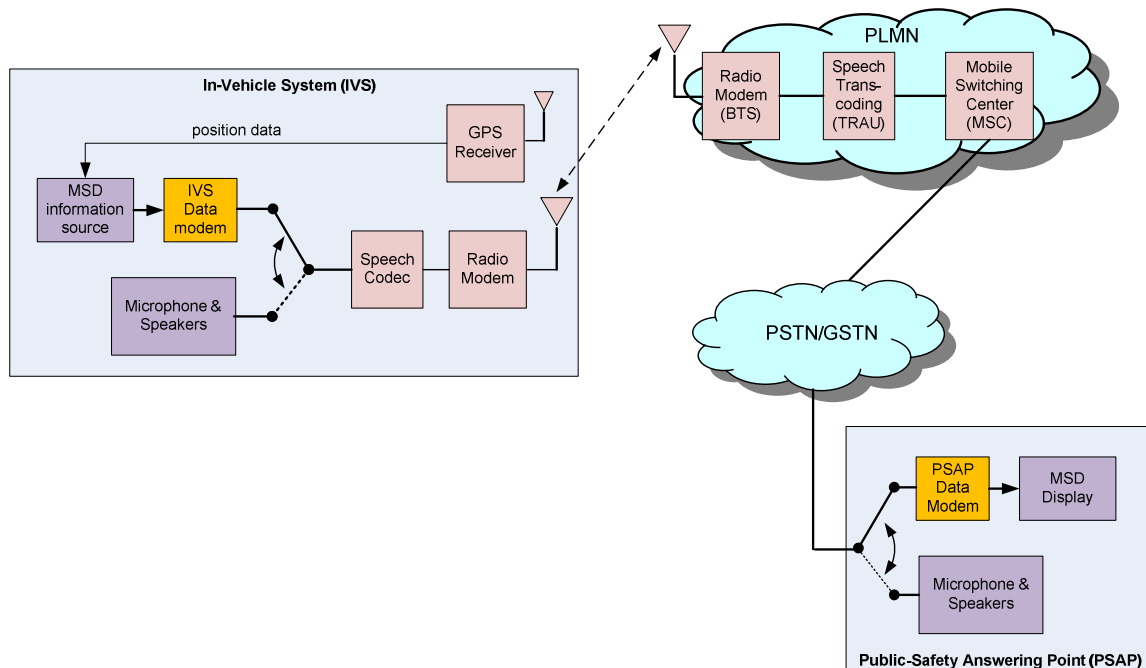 In-Vehicle System (IVS)
position data
GPS
Receiver
MSD
information
source
IVS
Data
modem
Speech
Codec
Radio
Modem
Microphone &
Speakers
PLMN
Radio
Modem
(BTS)
Speech
Trans-
coding
(TRAU)
Mobile
Switching
Center
(MSC)
PSTN/GSTN
PSAP
Data
Modem
MSD
Display
Microphone &
Speakers
Public-Safety Answering Point (PSAP)